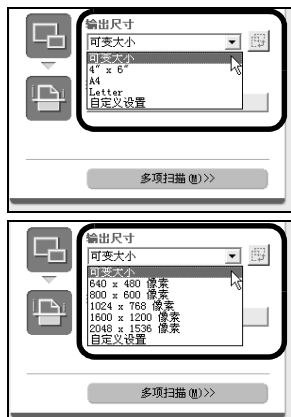 输出尺寸
可变大小
可变大小
4" x 6"
A4
Letter
自定义设置
多项扫描(M)>>
输出尺寸
可变大小
可变大小
640 x 480 像素
800 x 600 像素
1024 x 768 像素
1600 x 1200 像素
2048 x 1536 像素
自定义设置
多项扫描(M)>>